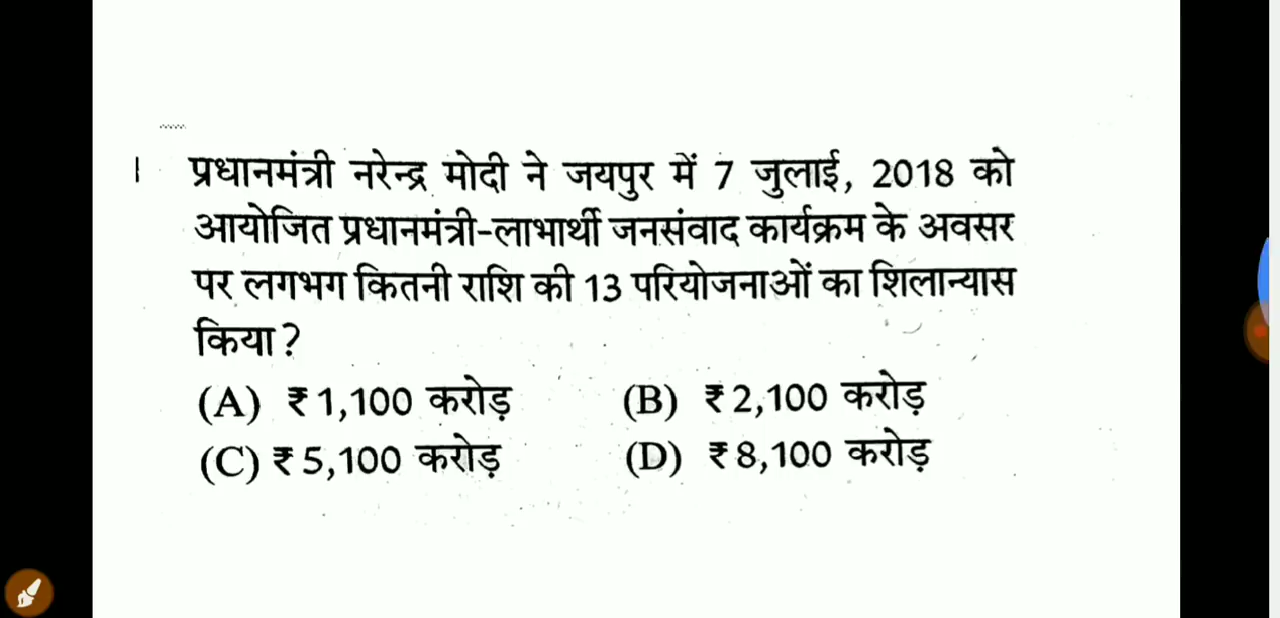 1 प्रधानमंत्री नरेन्द्र मोदी ने जयपुर में 7 जुलाई, 2018 को
आयोजित प्रधानमंत्री-लाभार्थी जनसंवाद कार्यक्रम के अवसर
पर लगभग कितनी राशि की 13 परियोजनाओं का शिलान्यास
किया?
(A) ₹1,100 करोड़ (B) ₹2,100 करोड़
(C) ₹5,100 करोड़ (D) ₹8,100 करोड़